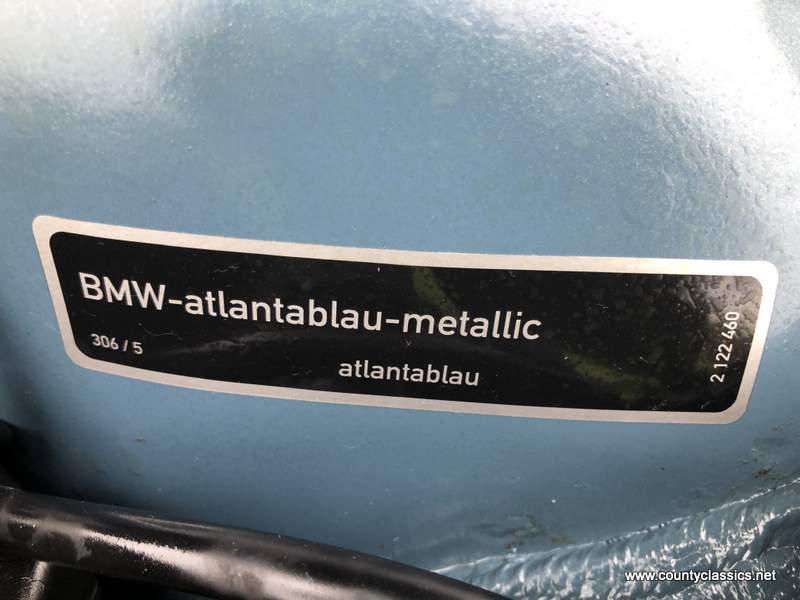 BMW-atlantablau-metallic
306 / 5
atlantablau
2 122 460
www.countyclassics.net